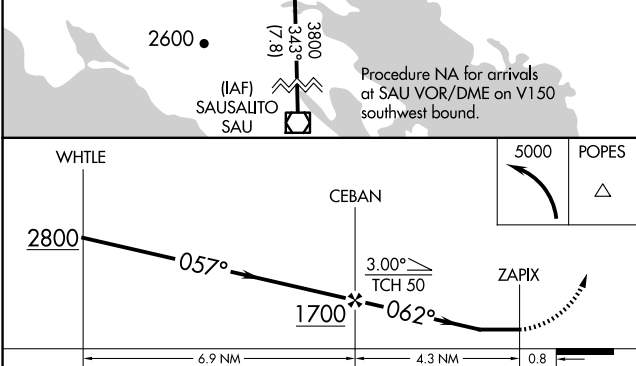 2600
3800
343°
(7.8)
(IAF)
SAUSALITO
SAU
Procedure NA for arrivals
at SAU VOR/DME on V150
southwest bound.
5000
POPES
WHTLE
CEBAN
2800
057°
3.00°
TCH 50
ZAPIX
1700
062°
6.9 NM
4.3 NM
0.8